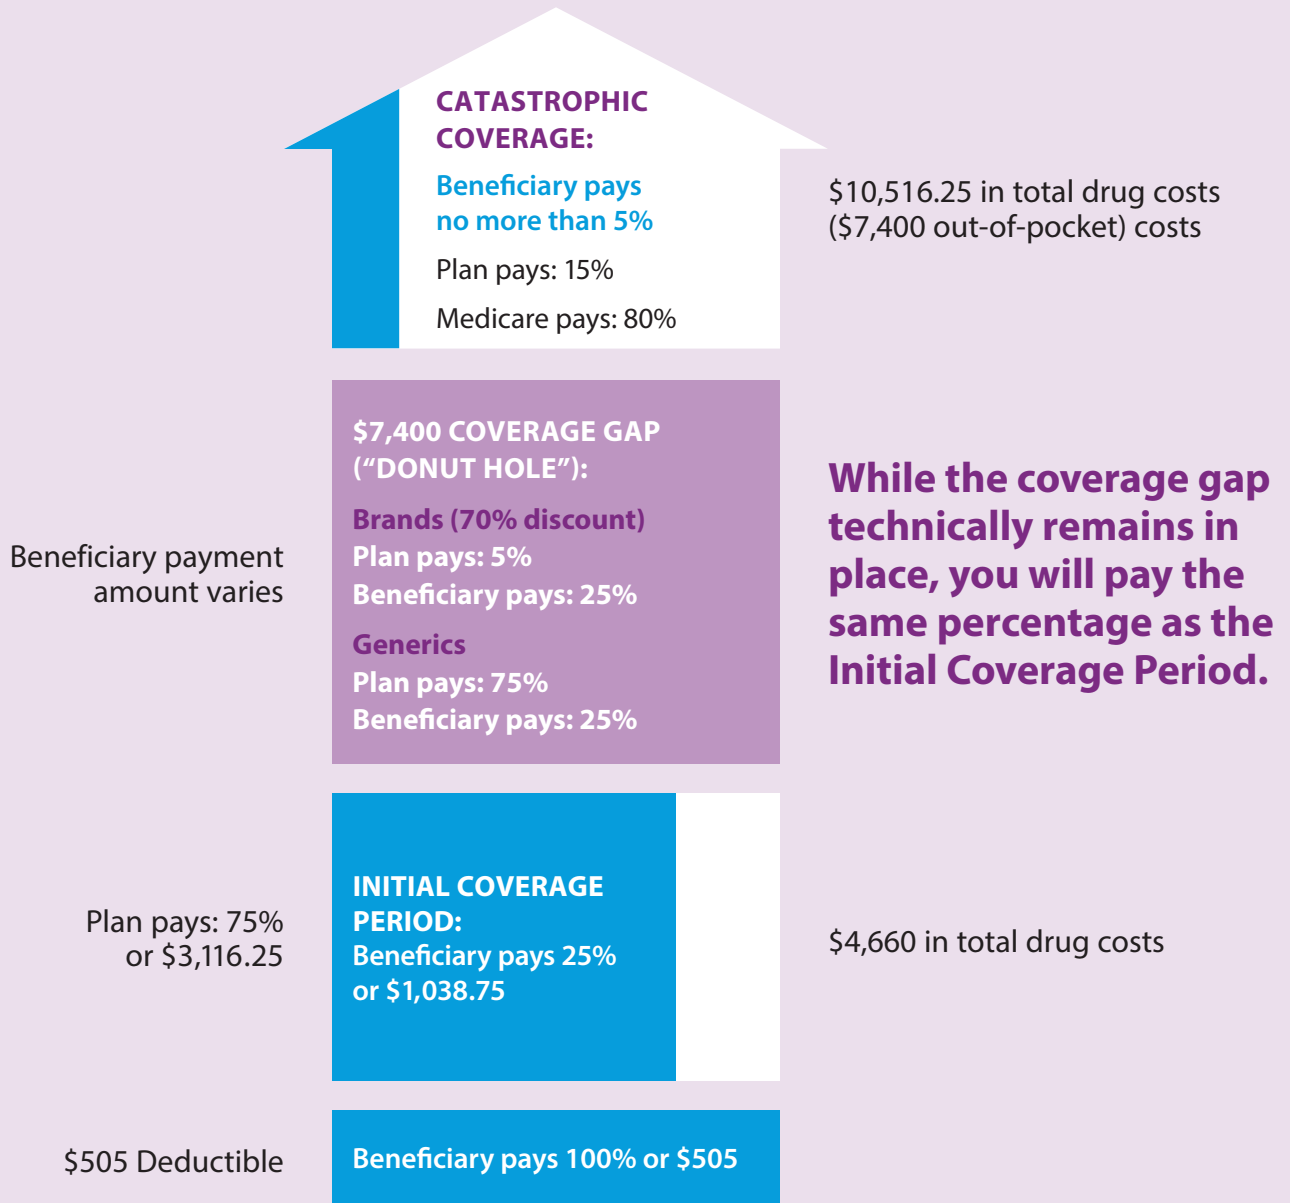 CATASTROPHIC
COVERAGE:
Beneficiary pays
no more than 5%
Plan pays: 15%
Medicare pays: 80%
$10,516.25 in total drug costs
($7,400 out-of-pocket) costs
Beneficiary payment
amount varies
$7,400 COVERAGE GAP
(“DONUT HOLE”):
Brands (70% discount)
Plan pays: 5%
Beneficiary pays: 25%
Generics
Plan pays: 75%
Beneficiary pays: 25%
While the coverage gap
technically remains in
place, you will pay the
same percentage as the
Initial Coverage Period.
Plan pays: 75%
or $3,116.25
INITIAL COVERAGE
PERIOD:
Beneficiary pays 25%
or $1,038.75
$4,660 in total drug costs
$505 Deductible
Beneficiary pays 100% or $505